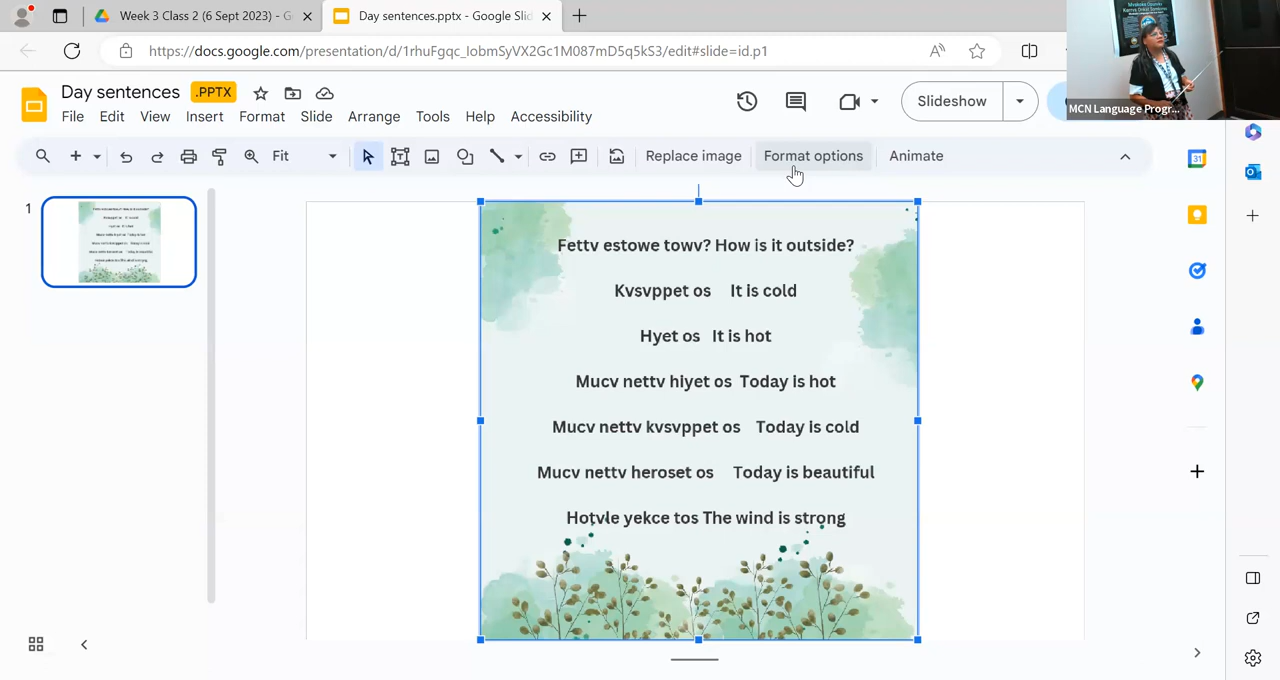 Week 3 Class 2 (6 Sept 2023) - G
Day sentences.pptx - Google Slid
https://docs.google.com/presentation/d/1rhuFgqc_IobmSyVX2Gc1M087mD5q5kS3/edit#slide=id.p1
Day sentences .PPTX
File Edit View Insert Format Slide Arrange Tools Help Accessibility
Slideshow
MCN Language Progr...
Fit
Replace image Format options Animate
31
1
Fettv estowe towv? How is it outside?
Kvsvppet os It is cold
Hyet os It is hot
Mucv nettv hiyet os Today is hot
Mucv nettv kvsvppet os Today is cold
Mucv nettv heroset os Today is beautiful
Hotvle yekce tos The wind is strong